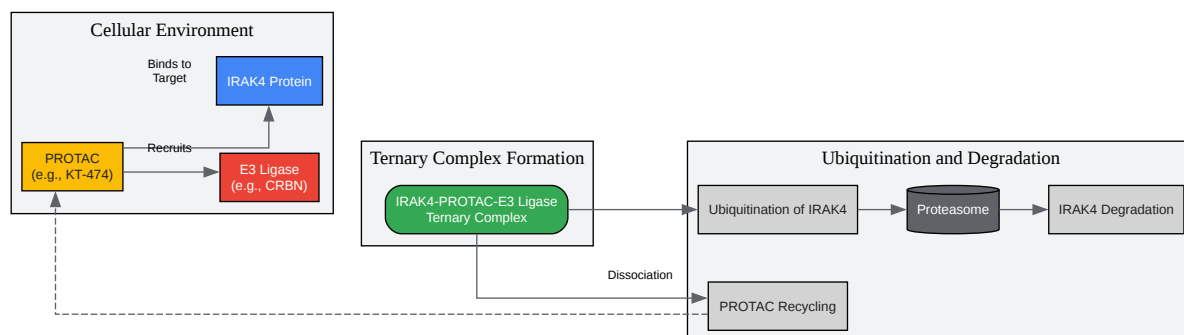 Cellular Environment
Binds to
Target
IRAK4 Protein
PROTAC
(e.g., KT-474)
Recruits
E3 Ligase
(e.g., CRBN)
Ternary Complex Formation
IRAK4-PROTAC-E3 Ligase
Ternary Complex
Dissociation
Ubiquitination and Degradation
Ubiquitination of IRAK4
Proteasome
IRAK4 Degradation
PROTAC Recycling